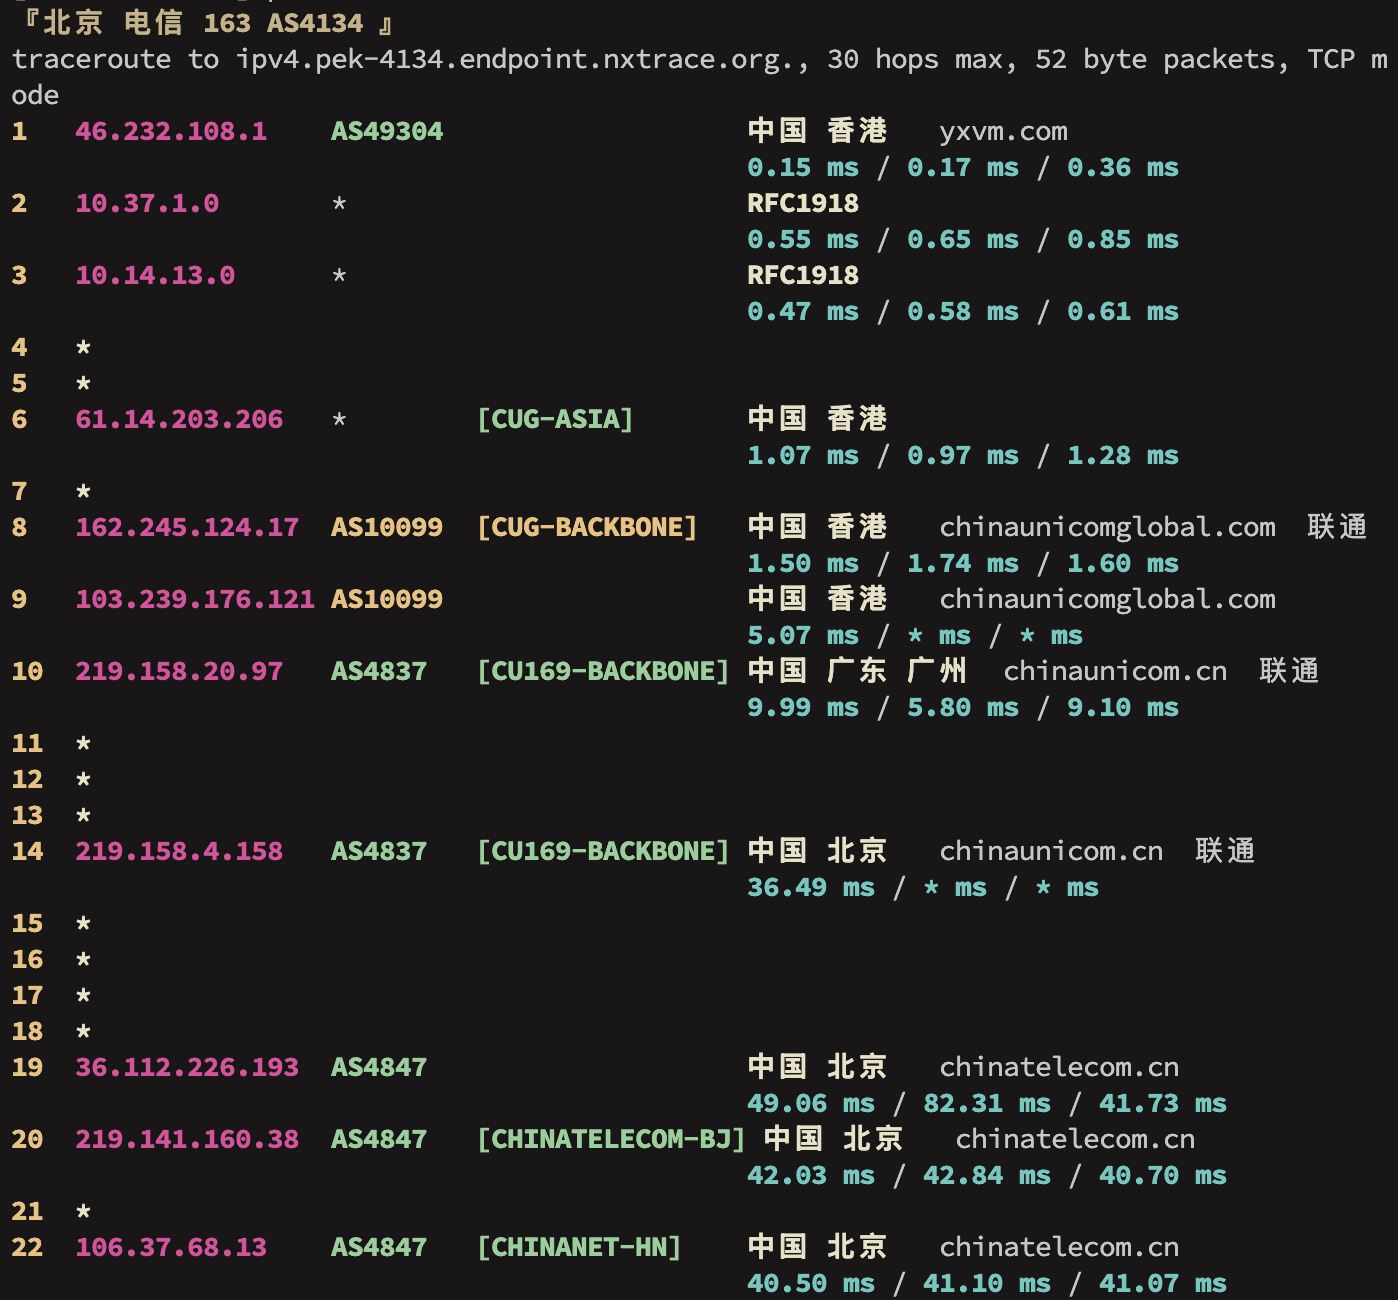 『北京 电信 163 AS4134 』
traceroute to ipv4.pek-4134.endpoint.nxtrace.org., 30 hops max, 52 byte packets, TCP m
ode
1 46.232.108.1 AS49304 中国 香港 yxvm.com
0.15 ms / 0.17 ms / 0.36 ms
2 10.37.1.0 * RFC1918
0.55 ms / 0.65 ms / 0.85 ms
3 10.14.13.0 * RFC1918
0.47 ms / 0.58 ms / 0.61 ms
4 *
5 *
6 61.14.203.206 * [CUG-ASIA] 中国 香港
1.07 ms / 0.97 ms / 1.28 ms
7 *
8 162.245.124.17 AS10099 [CUG-BACKBONE] 中国 香港 chinaunicomglobal.com 联通
1.50 ms / 1.74 ms / 1.60 ms
9 103.239.176.121 AS10099 中国 香港 chinaunicomglobal.com
5.07 ms / * ms / * ms
10 219.158.20.97 AS4837 [CU169-BACKBONE] 中国 广东 广州 chinaunicom.cn 联通
9.99 ms / 5.80 ms / 9.10 ms
11 *
12 *
13 *
14 219.158.4.158 AS4837 [CU169-BACKBONE] 中国 北京 chinaunicom.cn 联通
36.49 ms / * ms / * ms
15 *
16 *
17 *
18 *
19 36.112.226.193 AS4847 中国 北京 chinatelecom.cn
49.06 ms / 82.31 ms / 41.73 ms
20 219.141.160.38 AS4847 [CHINATELECOM-BJ] 中国 北京 chinatelecom.cn
42.03 ms / 42.84 ms / 40.70 ms
21 *
22 106.37.68.13 AS4847 [CHINANET-HN] 中国 北京 chinatelecom.cn
40.50 ms / 41.10 ms / 41.07 ms